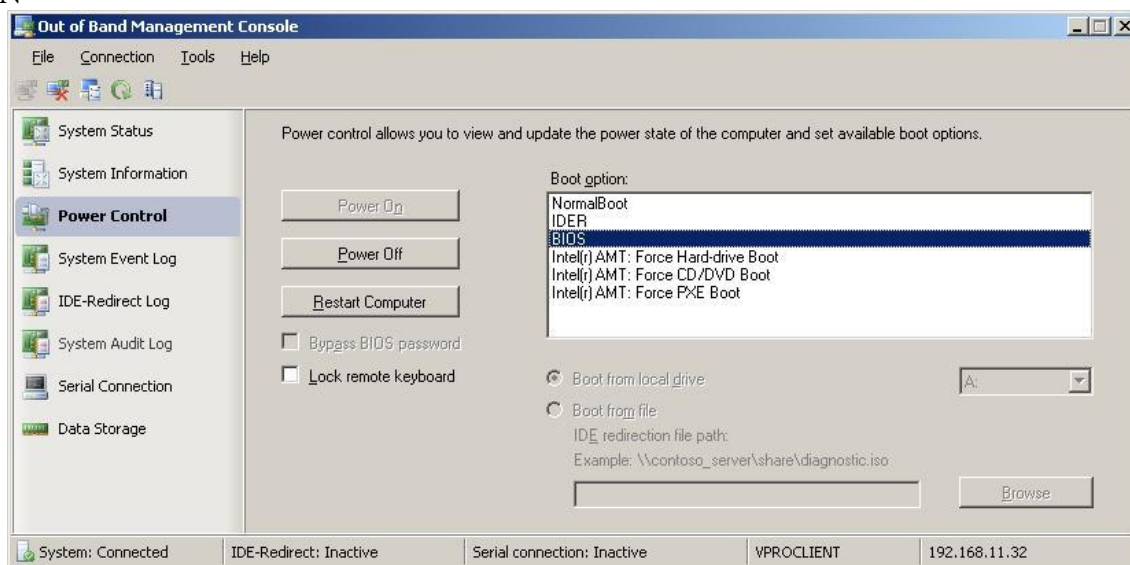 Out of Band Management Console
File Connection Tools Help
System Status
System Information
Power Control
System Event Log
IDE-Redirect Log
System Audit Log
Serial Connection
Data Storage
Power control allows you to view and update the power state of the computer and set available boot options.
Power On
Power Off
Restart Computer
Bypass BIOS password
Lock remote keyboard
Boot option:
NormalBoot
IDER
BIOS
Intel(r) AMT: Force Hard-drive Boot
Intel(r) AMT: Force CD/DVD Boot
Intel(r) AMT: Force PXE Boot
Boot from local drive A:
Boot from file
IDE redirection file path:
Example: \\contoso_server\share\diagnostic.iso
Browse
System: Connected IDE-Redirect: Inactive Serial connection: Inactive VPROCLIENT 192.168.11.32